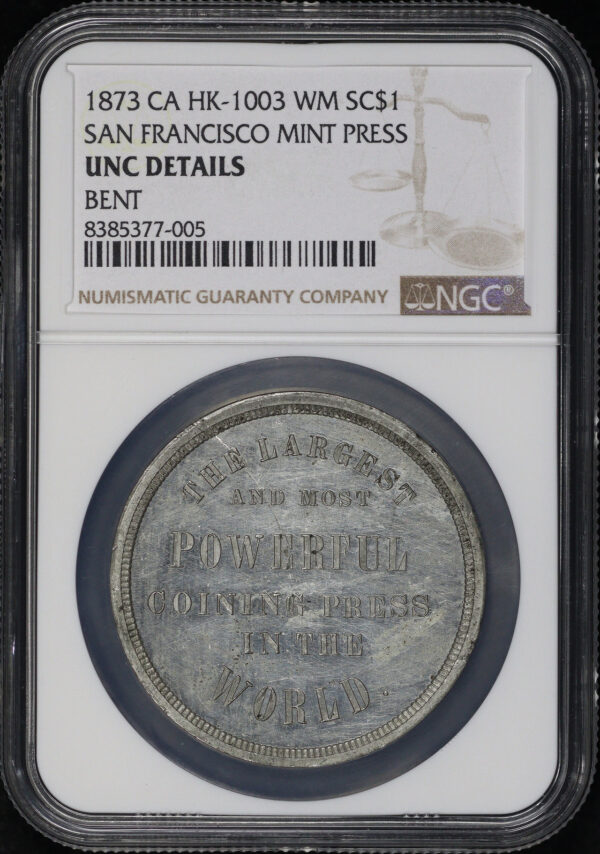 1873 CA HK-1003 WM SC$1
SAN FRANCISCO MINT PRESS
UNC DETAILS
BENT
8385377-005
NUMISMATIC GUARANTY COMPANY NGC®
THE LARGEST
AND MOST
POWERFUL
COINING PRESS
IN THE
WORLD.